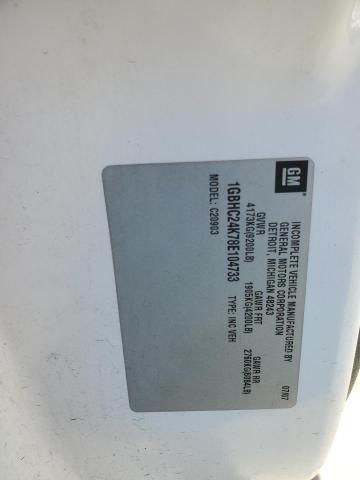 GM
INCOMPLETE VEHICLE MANUFACTURED BY
GENERAL MOTORS CORPORATION
DETROIT, MICHIGAN 48243
07/07
GVWR GAWR FRT GAWR RR
4173KG(9200LB) 1905KG(4200LB) 2760KG(6084LB)
1GBHC24K78E104733 TYPE: INC VEH
MODEL: C20903